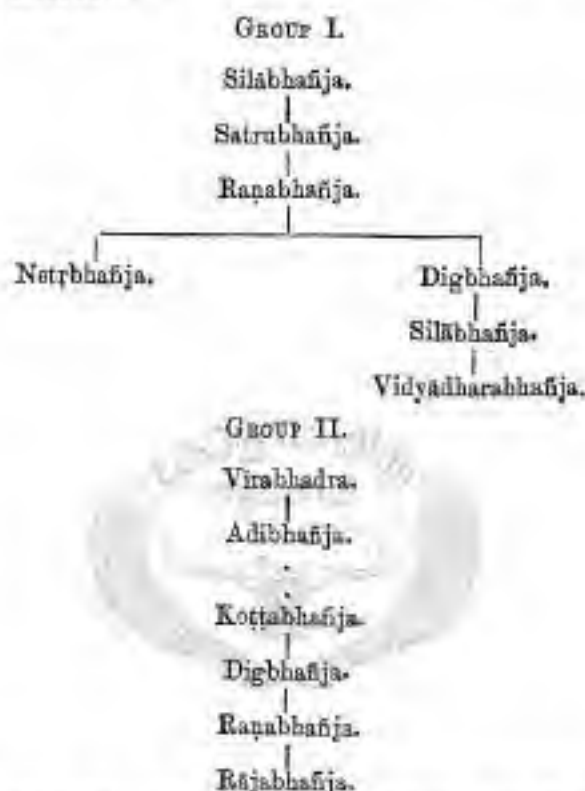 GROUP I.
Silābhañja.
Satrubhañja.
Raṇabhañja.
Netṛbhañja. Digbhañja.
Silābhañja.
Vidyādharabhañja.
GROUP II.
Vīrabhadra.
Adibhañja.
Koṭṭabhañja.
Digbhañja.
Raṇabhañja.
Rājabhañja.